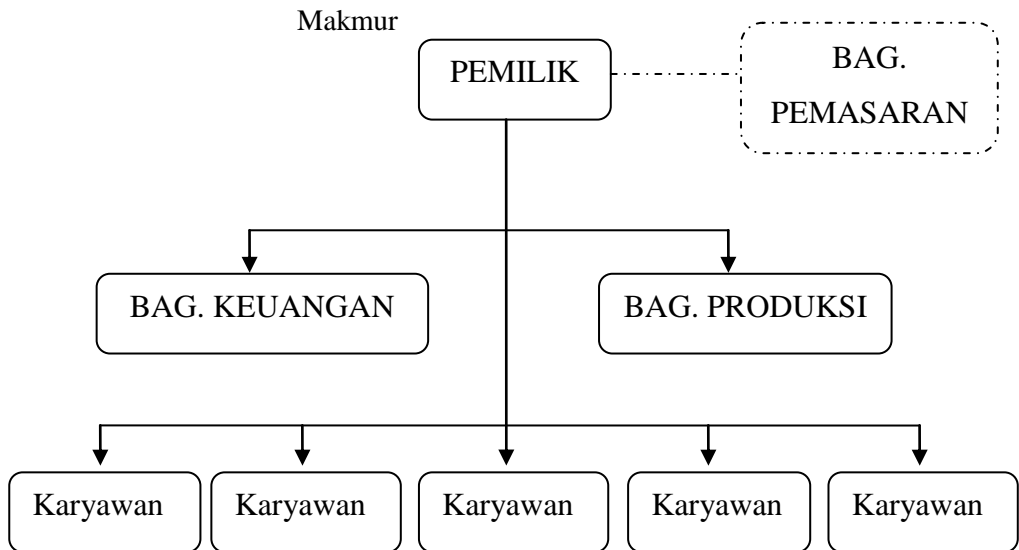 Makmur
PEMILIK
BAG.
PEMASARAN
BAG. KEUANGAN
BAG. PRODUKSI
Karyawan
Karyawan
Karyawan
Karyawan
Karyawan